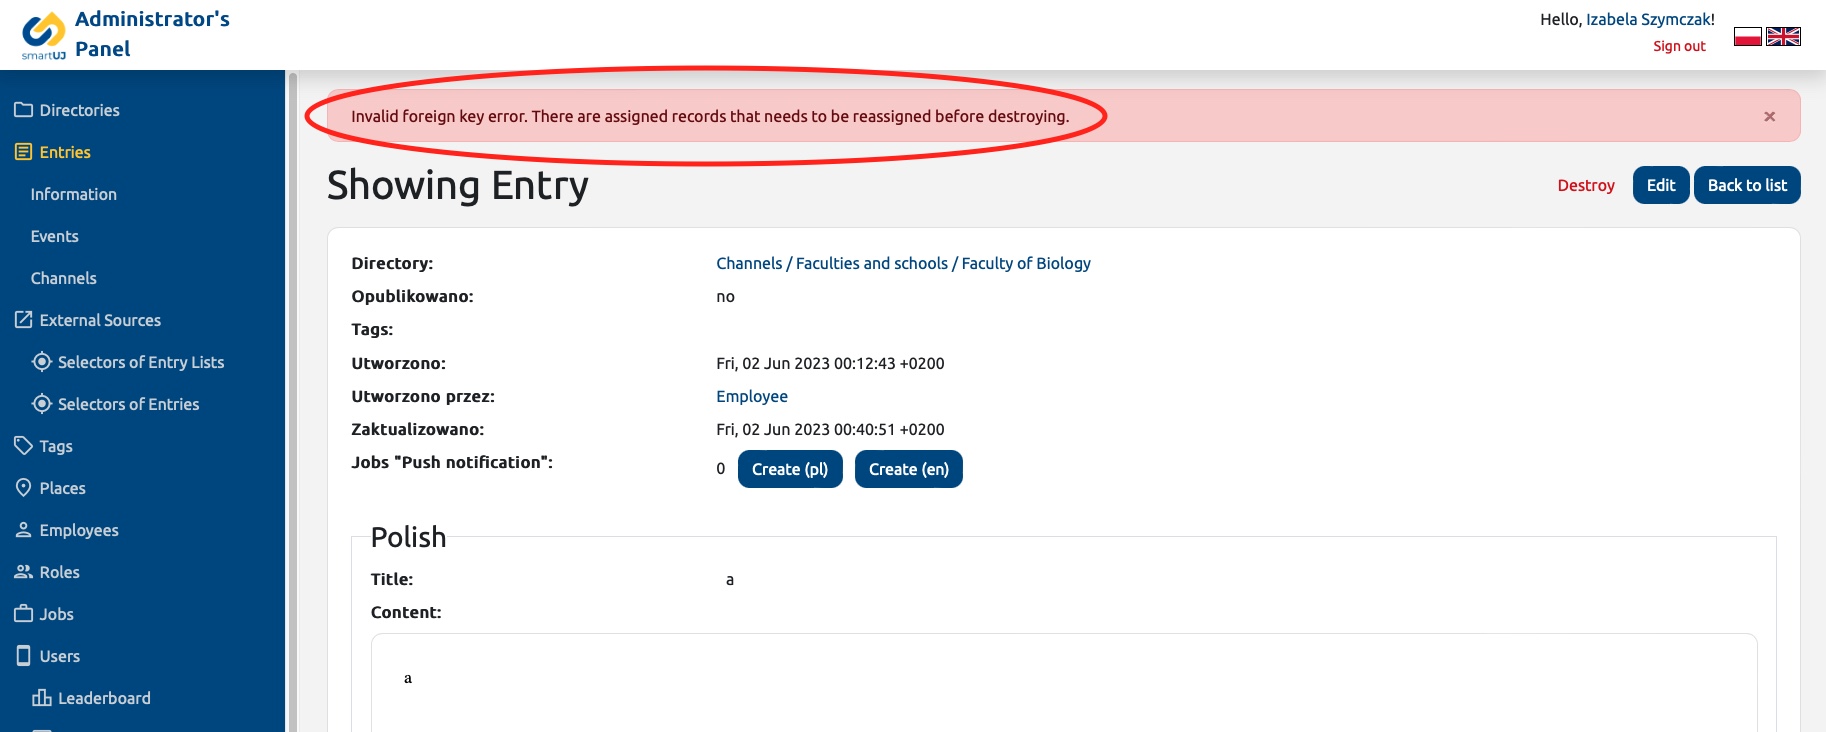 Administrator's
Panel
smartUJ
Hello, Izabela Szymczak!
Sign out
Directories
Entries
Information
Events
Channels
External Sources
Selectors of Entry Lists
Selectors of Entries
Tags
Places
Employees
Roles
Jobs
Users
Leaderboard
Invalid foreign key error. There are assigned records that needs to be reassigned before destroying. ×
Showing Entry
Destroy Edit Back to list
Directory: Channels / Faculties and schools / Faculty of Biology
Opublikowano: no
Tags:
Utworzono: Fri, 02 Jun 2023 00:12:43 +0200
Utworzono przez: Employee
Zaktualizowano: Fri, 02 Jun 2023 00:40:51 +0200
Jobs "Push notification": 0 Create (pl) Create (en)
Polish
Title: a
Content:
a